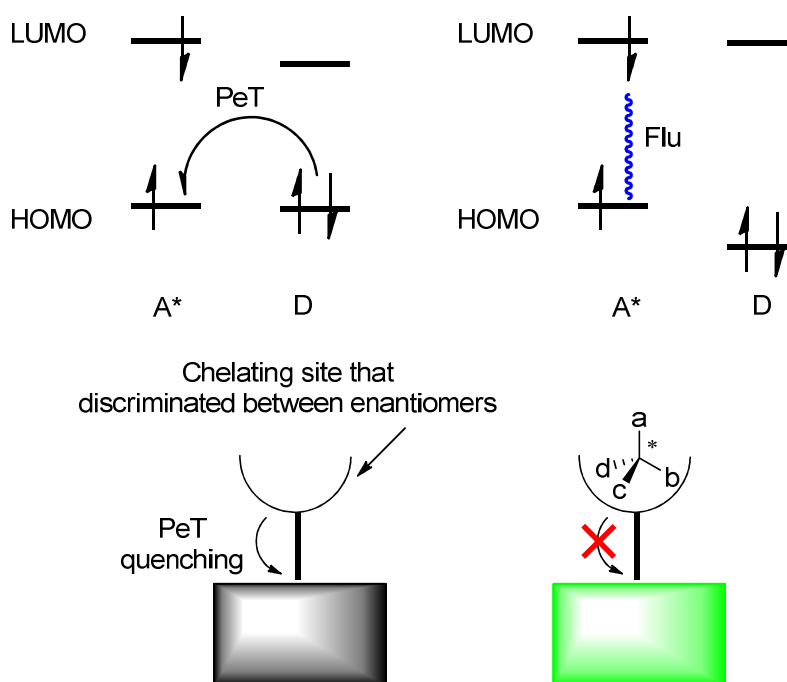 LUMO
PeT
HOMO
A*
D
LUMO
Flu
HOMO
A*
D
Chelating site that
discriminated between enantiomers
PeT
quenching
a
*
d
b
c